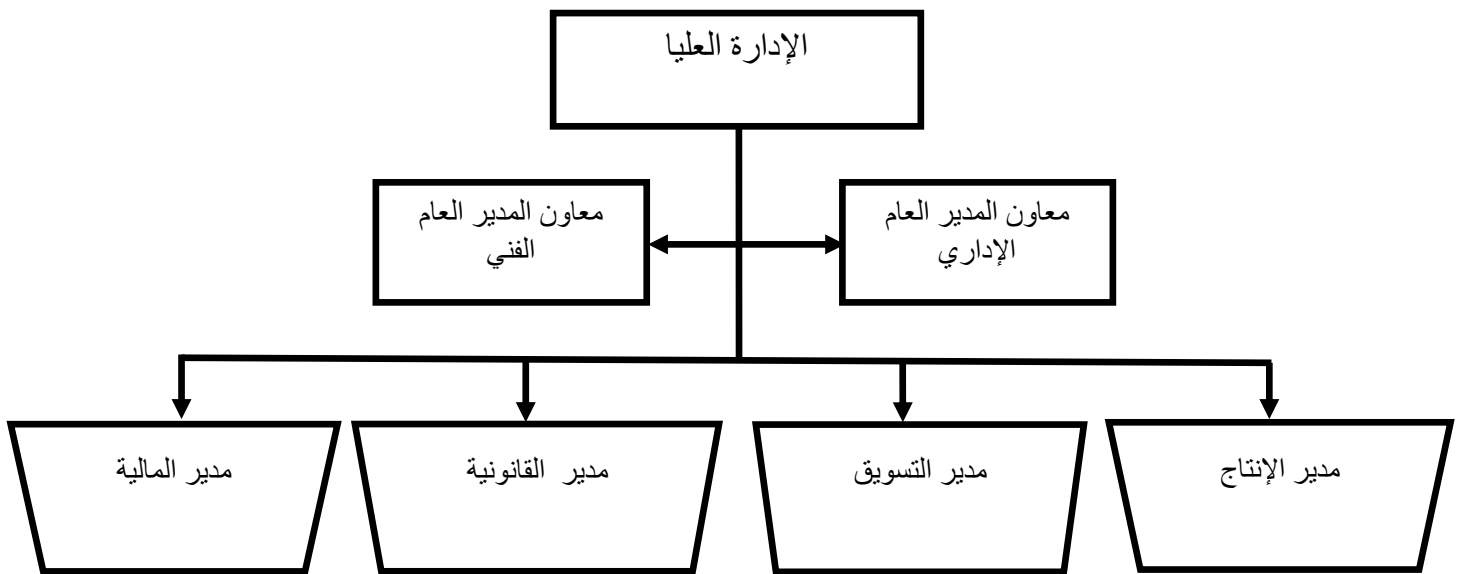 الإدارة العليا
معاون المدير العام
الإداري
معاون المدير العام
الفني
مدير الإنتاج
مدير التسويق
مدير القانونية
مدير المالية